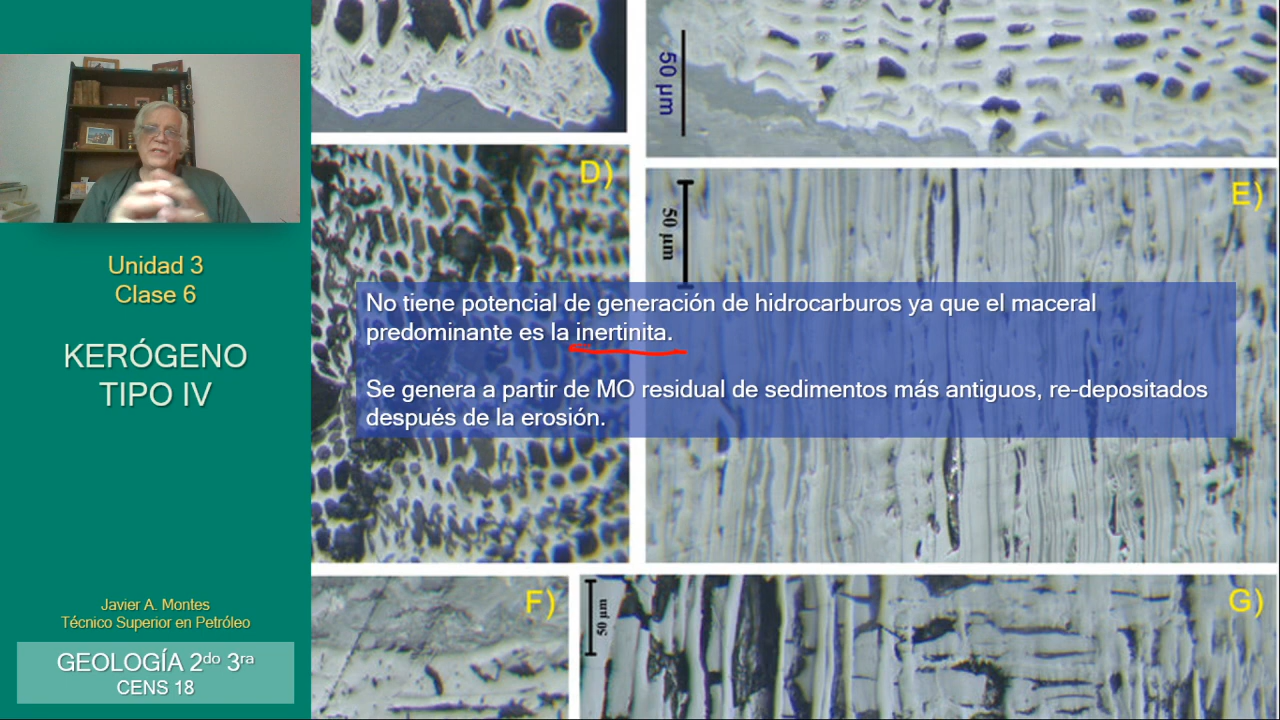 Unidad 3
Clase 6
KERÓGENO
TIPO IV
Javier A. Montes
Técnico Superior en Petróleo
GEOLOGÍA 2do 3ra
CENS 18
50 µm
D)
E)
50 µm
No tiene potencial de generación de hidrocarburos ya que el maceral
predominante es la inertinita.
Se genera a partir de MO residual de sedimentos más antiguos, re-depositados
después de la erosión.
F)
G)
50 µm